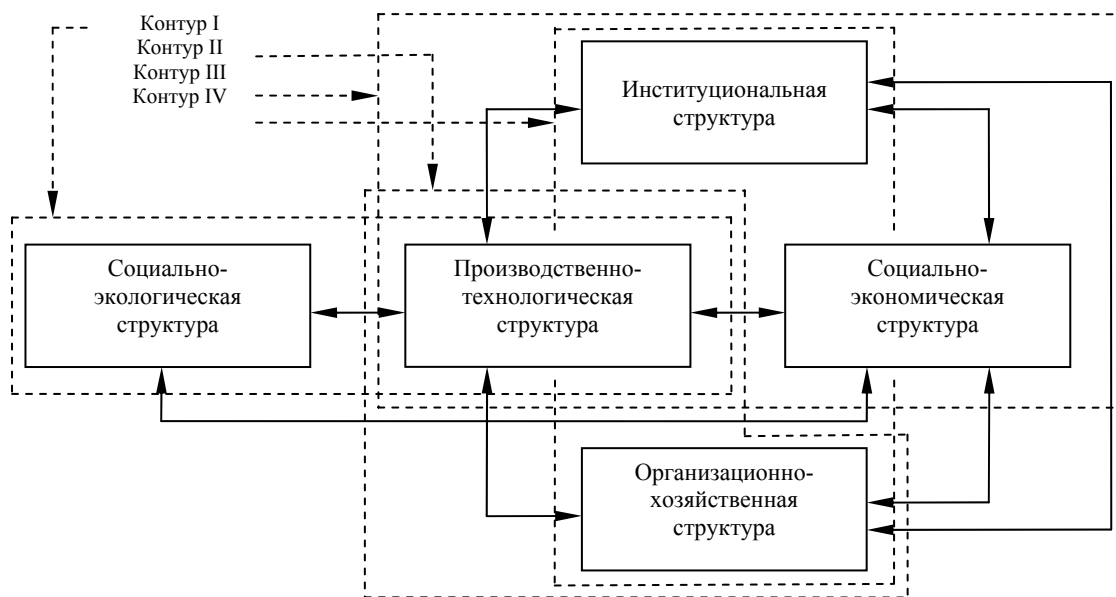 Контур I
Контур II
Контур III
Контур IV
Институциональная
структура
Социально-
экологическая
структура
Производственно-
технологическая
структура
Социально-
экономическая
структура
Организационно-
хозяйственная
структура